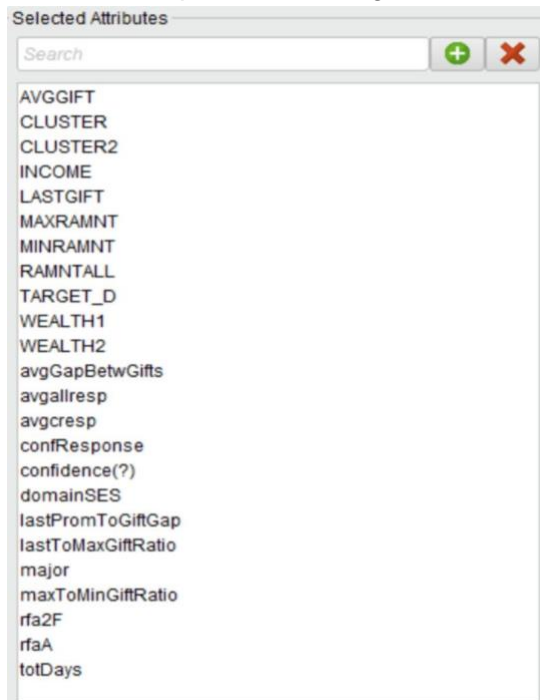 Selected Attributes
Search
AVGGIFT
CLUSTER
CLUSTER2
INCOME
LASTGIFT
MAXRAMNT
MINRAMNT
RAMNTALL
TARGET_D
WEALTH1
WEALTH2
avgGapBetwGifts
avgallresp
avgcresp
confResponse
confidence(?)
domainSES
lastPromToGiftGap
lastToMaxGiftRatio
major
maxToMinGiftRatio
rfa2F
rfaA
totDays